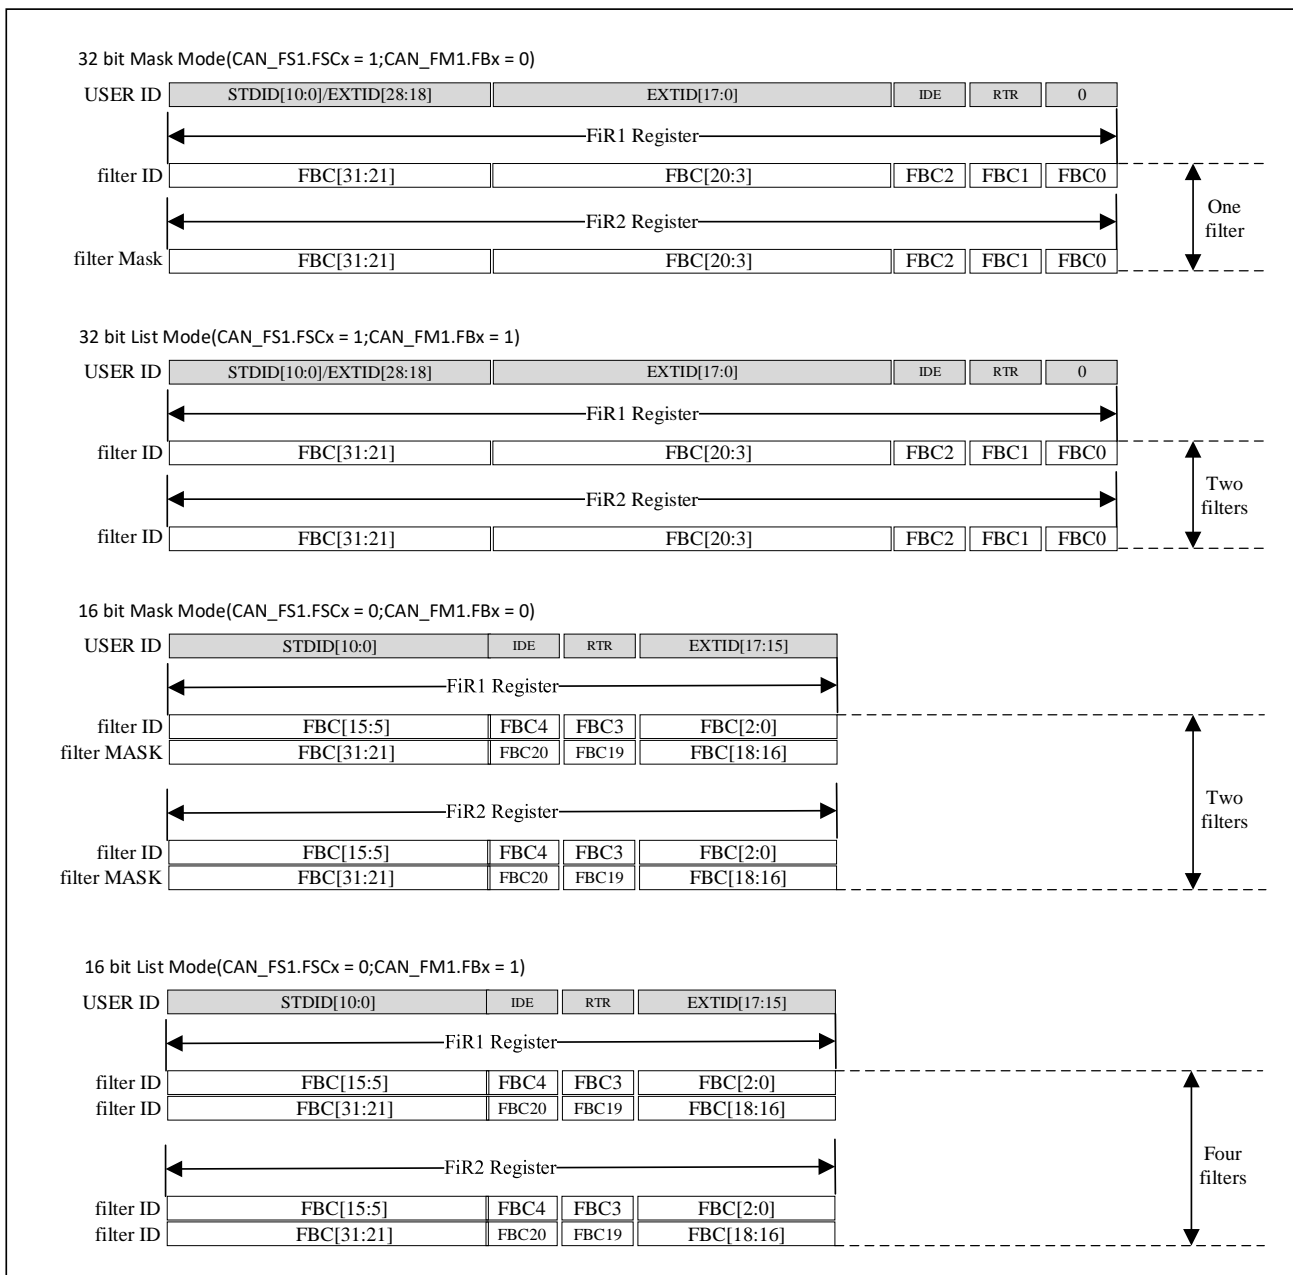 32 bit Mask Mode(CAN_FS1.FSCx = 1;CAN_FM1.FBx = 0)
USER ID STDID[10:0]/EXTID[28:18] EXTID[17:0] IDE RTR 0
FiR1 Register
filter ID FBC[31:21] FBC[20:3] FBC2 FBC1 FBC0
FiR2 Register
One
filter
filter Mask FBC[31:21] FBC[20:3] FBC2 FBC1 FBC0
32 bit List Mode(CAN_FS1.FSCx = 1;CAN_FM1.FBx = 1)
USER ID STDID[10:0]/EXTID[28:18] EXTID[17:0] IDE RTR 0
FiR1 Register
filter ID FBC[31:21] FBC[20:3] FBC2 FBC1 FBC0
FiR2 Register
Two
filters
filter ID FBC[31:21] FBC[20:3] FBC2 FBC1 FBC0
16 bit Mask Mode(CAN_FS1.FSCx = 0;CAN_FM1.FBx = 0)
USER ID STDID[10:0] IDE RTR EXTID[17:15]
FiR1 Register
filter ID FBC[15:5] FBC4 FBC3 FBC[2:0]
filter MASK FBC[31:21] FBC20 FBC19 FBC[18:16]
FiR2 Register
Two
filters
filter ID FBC[15:5] FBC4 FBC3 FBC[2:0]
filter MASK FBC[31:21] FBC20 FBC19 FBC[18:16]
16 bit List Mode(CAN_FS1.FSCx = 0;CAN_FM1.FBx = 1)
USER ID STDID[10:0] IDE RTR EXTID[17:15]
FiR1 Register
filter ID FBC[15:5] FBC4 FBC3 FBC[2:0]
filter ID FBC[31:21] FBC20 FBC19 FBC[18:16]
FiR2 Register
Four
filters
filter ID FBC[15:5] FBC4 FBC3 FBC[2:0]
filter ID FBC[31:21] FBC20 FBC19 FBC[18:16]